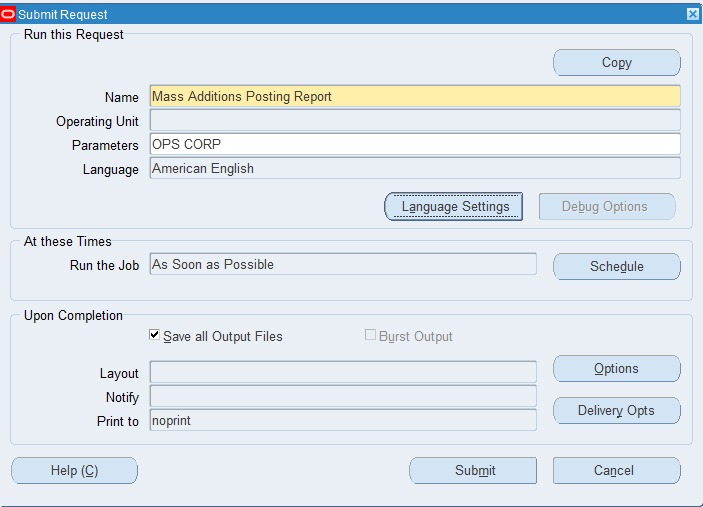 Submit Request
Run this Request
Copy
Name Mass Additions Posting Report
Operating Unit
Parameters OPS CORP
Language American English
Language Settings Debug Options
At these Times
Run the Job As Soon as Possible Schedule
Upon Completion
Save all Output Files Burst Output
Layout Options
Notify
Print to noprint Delivery Opts
Help (C) Submit Cancel